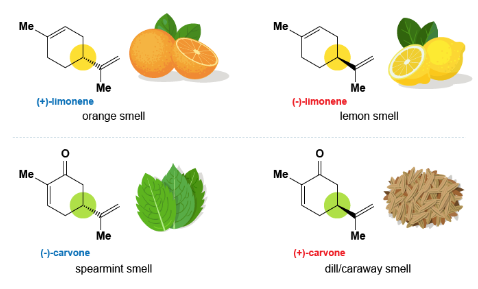 Me
Me
(+)-limonene
orange smell
Me
Me
(-)-limonene
lemon smell
O
Me
Me
(-)-carvone
spearmint smell
O
Me
Me
(+)-carvone
dill/caraway smell